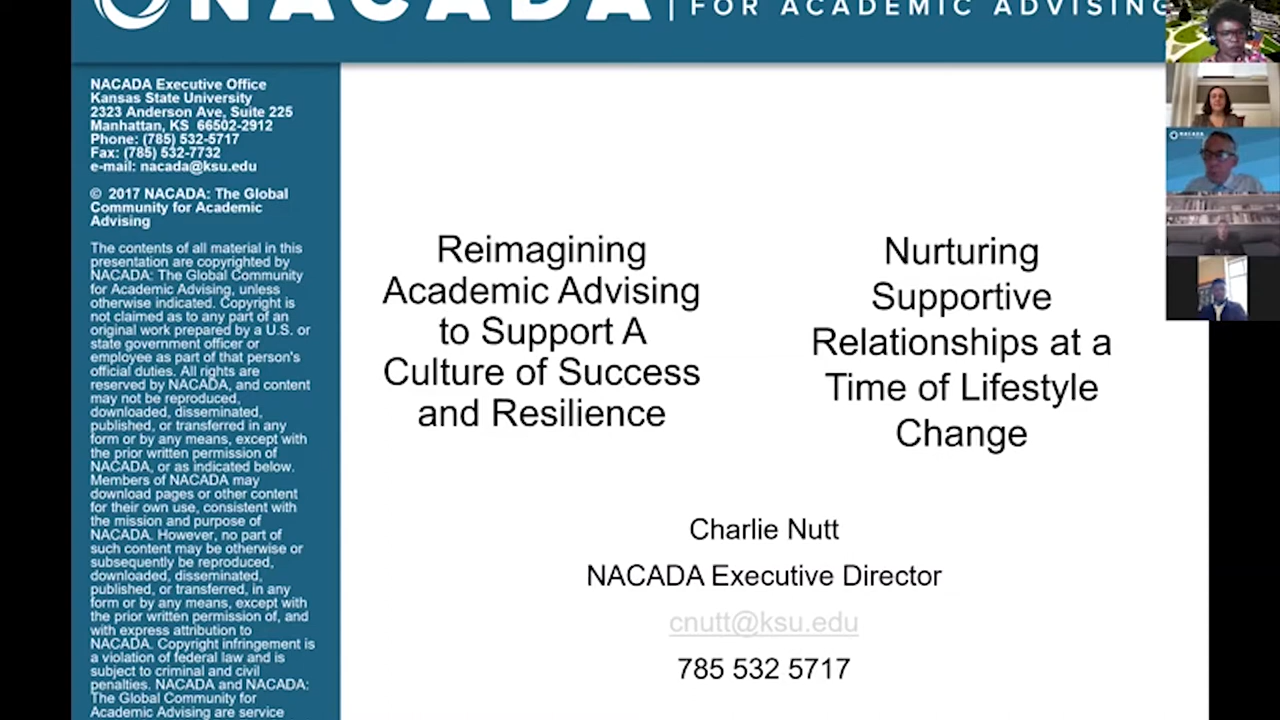 NACADA | FOR ACADEMIC ADVISING
NACADA Executive Office
Kansas State University
2323 Anderson Ave, Suite 225
Manhattan, KS 66502-2912
Phone: (785) 532-5717
Fax: (785) 532-7732
e-mail: nacada@ksu.edu
© 2017 NACADA: The Global
Community for Academic
Advising
The contents of all material in this
presentation are copyrighted by
NACADA: The Global Community
for Academic Advising, unless
otherwise indicated. Copyright is
not claimed as to any part of an
original work prepared by a U.S. or
state government officer or
employee as part of that person's
official duties. All rights are
reserved by NACADA, and content
may not be reproduced,
downloaded, disseminated,
published, or transferred in any
form or by any means, except with
the prior written permission of
NACADA, or as indicated below.
Members of NACADA may
download pages or other content
for their own use, consistent with
the mission and purpose of
NACADA. However, no part of
such content may be otherwise or
subsequently be reproduced,
downloaded, disseminated,
published, or transferred, in any
form or by any means, except with
the prior written permission of, and
with express attribution to
NACADA. Copyright infringement is
a violation of federal law and is
subject to criminal and civil
penalties. NACADA and NACADA:
The Global Community for
Academic Advising are service
Reimagining
Academic Advising
to Support A
Culture of Success
and Resilience
Nurturing
Supportive
Relationships at a
Time of Lifestyle
Change
Charlie Nutt
NACADA Executive Director
cnutt@ksu.edu
785 532 5717
NACADA